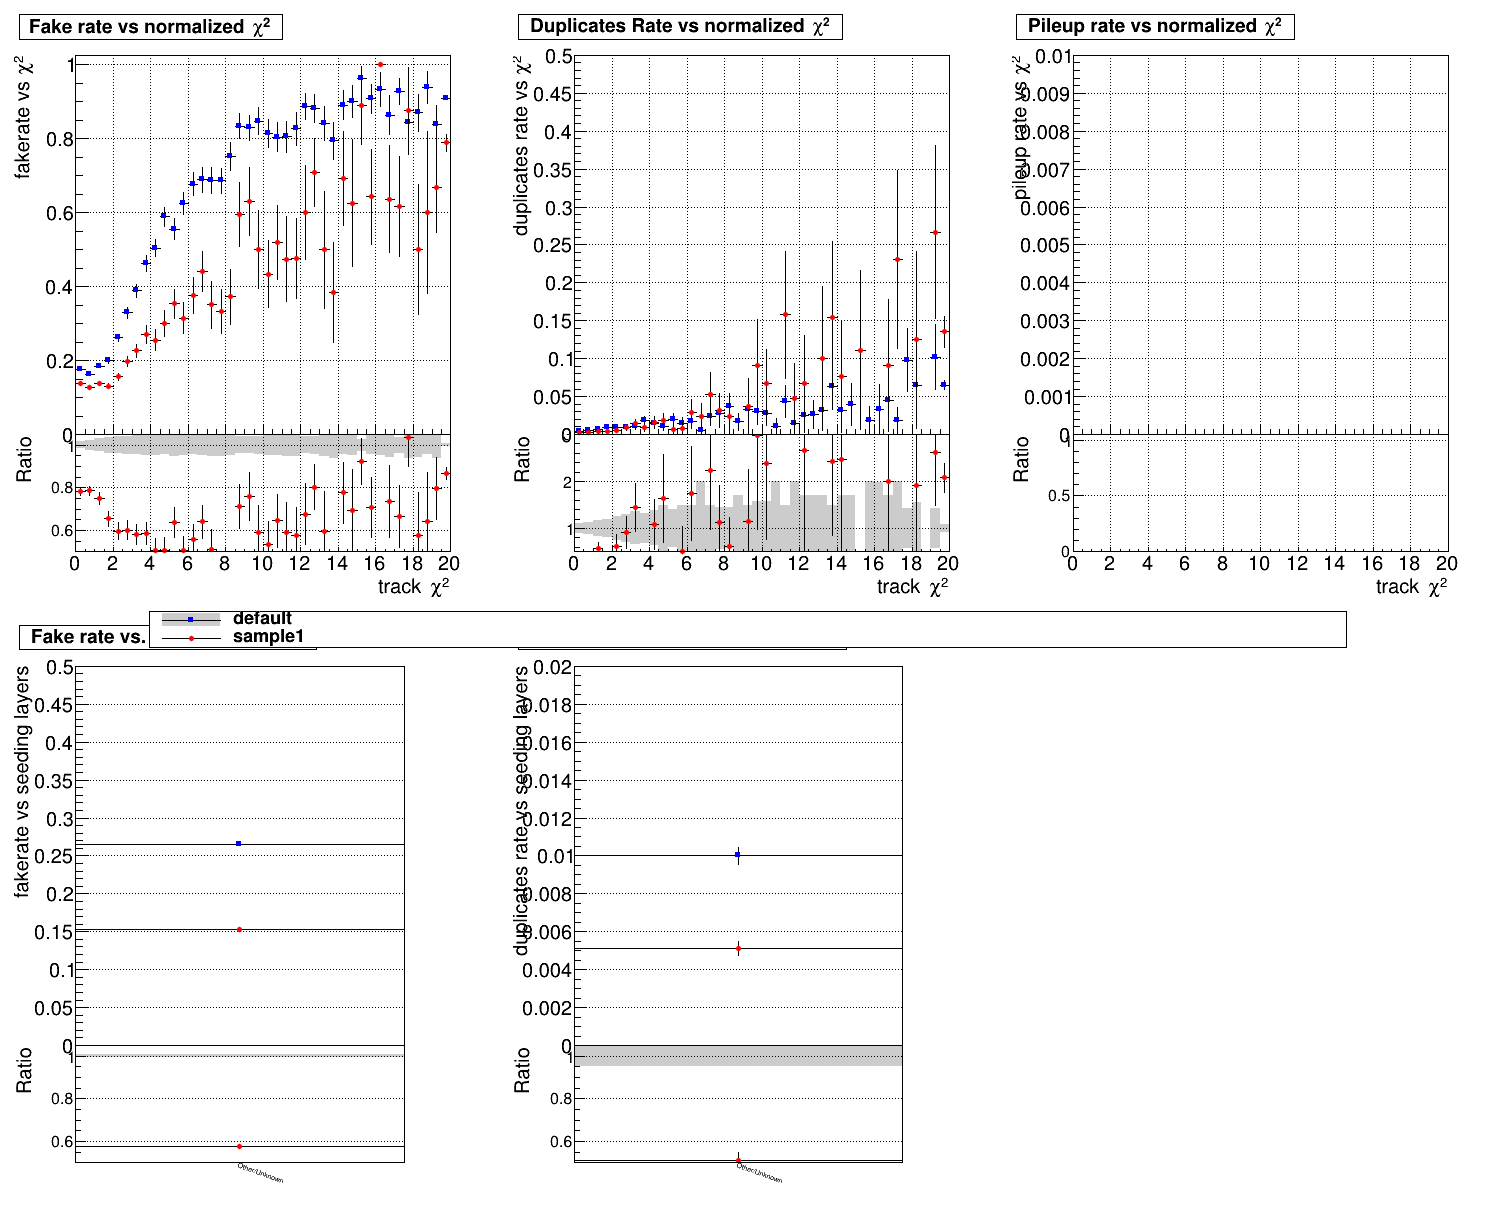 Fake rate vs normalized χ²
fakerate vs χ²
1
0.8
0.6
0.4
0.2
0
Ratio
0.8
0.6
0 2 4 6 8 10 12 14 16 18 20
track χ²
Duplicates Rate vs normalized χ²
duplicates rate vs χ²
0.5
0.45
0.4
0.35
0.3
0.25
0.2
0.15
0.1
0.05
0
Ratio
2
1
0 2 4 6 8 10 12 14 16 18 20
track χ²
Pileup rate vs normalized χ²
pileup rate vs χ²
0.01
0.009
0.008
0.007
0.006
0.005
0.004
0.003
0.002
0.001
0
Ratio
1
0.5
0
0 2 4 6 8 10 12 14 16 18 20
track χ²
default
sample1
Fake rate vs.
fakerate vs seeding layers
0.5
0.45
0.4
0.35
0.3
0.25
0.2
0.15
0.1
0.05
0
Ratio
1
0.8
0.6
Other/Unknown
duplicates rate vs seeding layers
0.02
0.018
0.016
0.014
0.012
0.01
0.008
0.006
0.004
0.002
0
Ratio
1
0.8
0.6
Other/Unknown